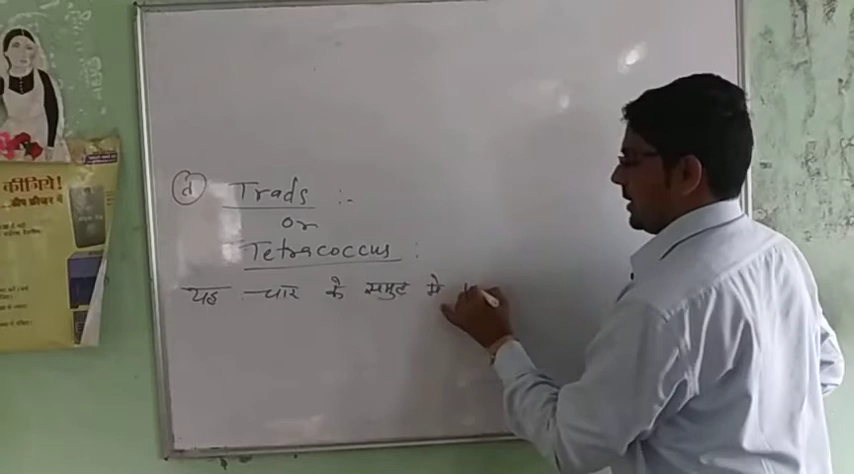 (d) Trads :-
or
Tetracoccus :
यह चार के समुह मे
कीजिये!